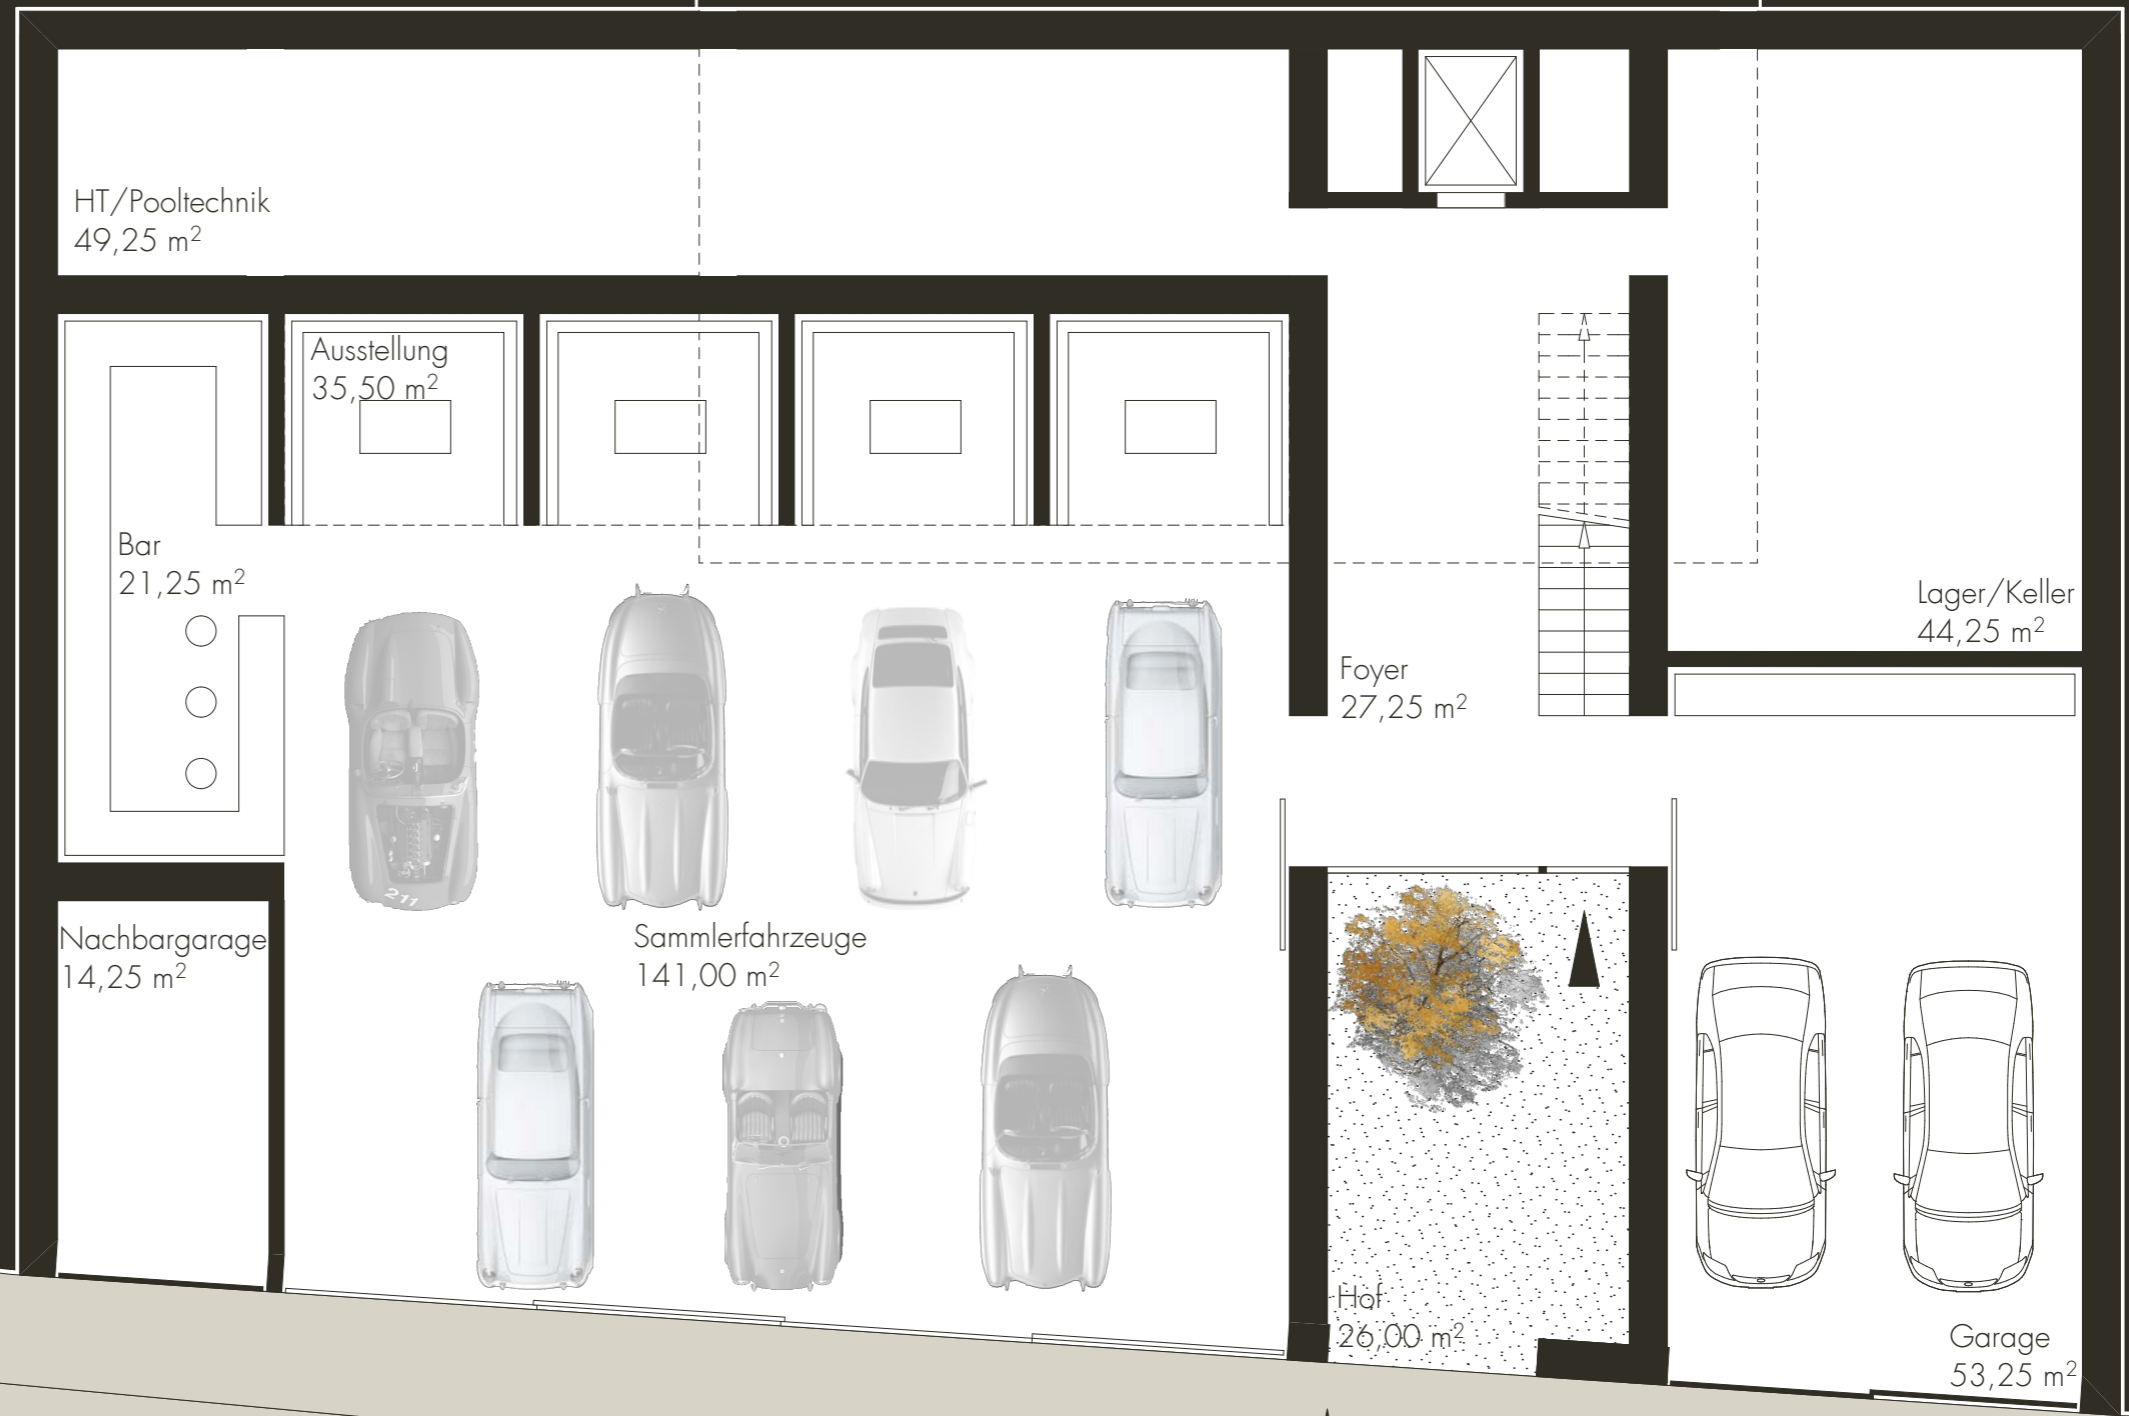 HT/Pooltechnik
49,25 m²
Ausstellung
35,50 m²
Bar
21,25 m²
Lager/Keller
44,25 m²
Foyer
27,25 m²
211
Nachbargarage
14,25 m²
Sammlerfahrzeuge
141,00 m²
Hof
26,00 m²
Garage
53,25 m²